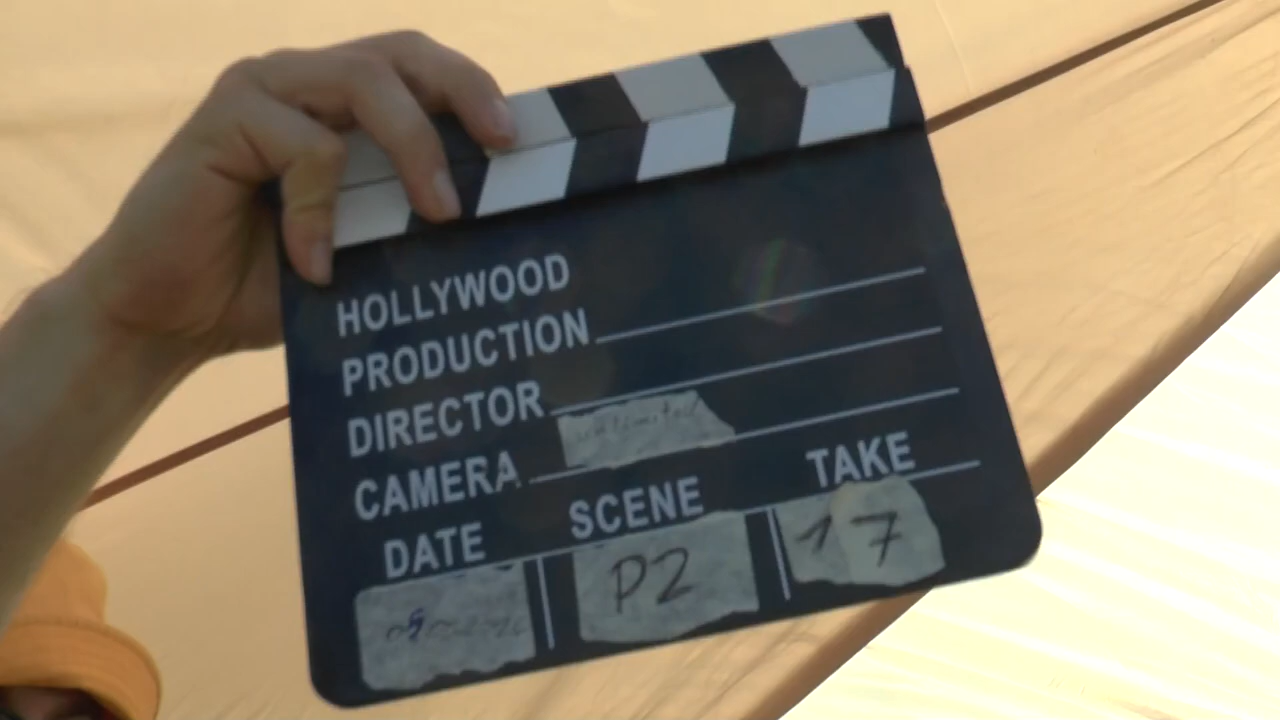 HOLLYWOOD
PRODUCTION
DIRECTOR
CAMERA
DATE SCENE TAKE
P2 17